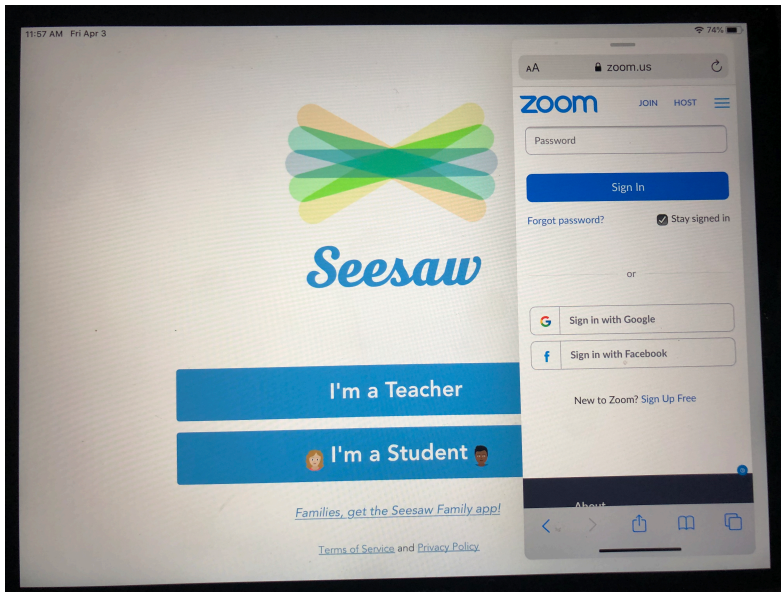 11:57 AM Fri Apr 3
74%
Seesaw
I'm a Teacher
I'm a Student
Families, get the Seesaw Family app!
Terms of Service and Privacy Policy
AA
zoom.us
zoom
JOIN
HOST
Password
Sign In
Forgot password?
Stay signed in
or
G
Sign in with Google
f
Sign in with Facebook
New to Zoom? Sign Up Free
About